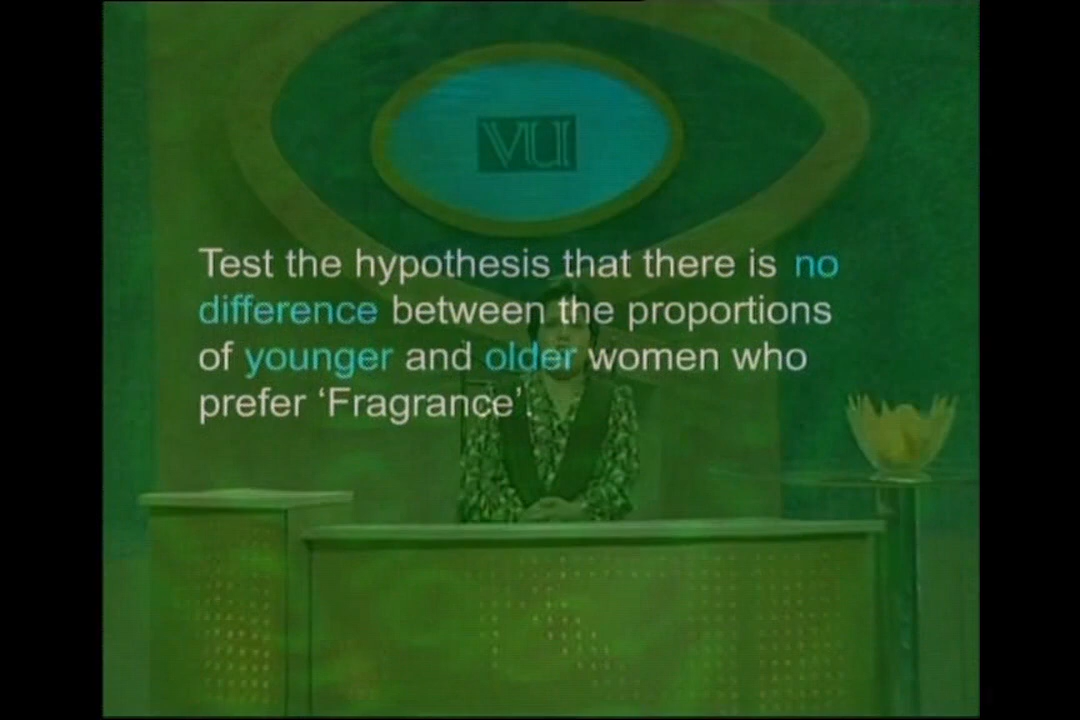 VU
Test the hypothesis that there is no
difference between the proportions
of younger and older women who
prefer ‘Fragrance’.